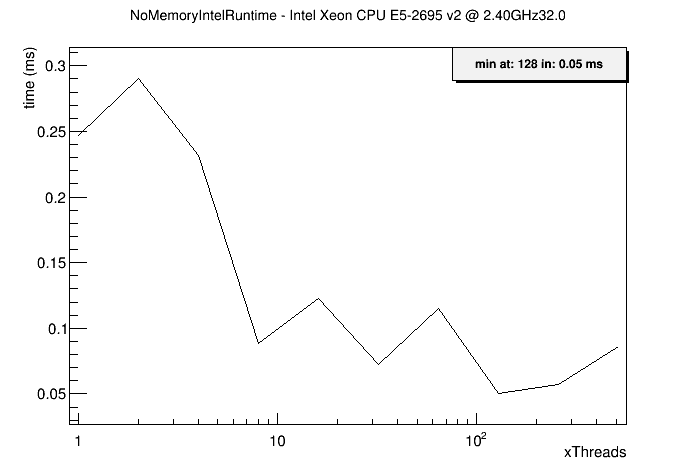 NoMemoryIntelRuntime - Intel Xeon CPU E5-2695 v2 @ 2.40GHz32.0
min at: 128 in: 0.05 ms
time (ms)
0.3
0.25
0.2
0.15
0.1
0.05
1 10 10²
xThreads